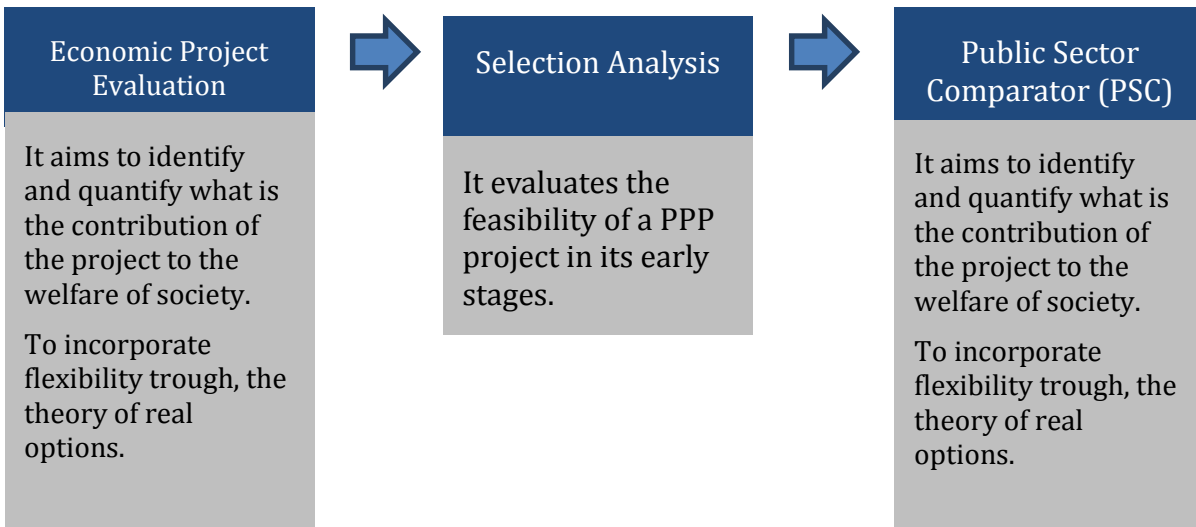 Economic Project
Evaluation
It aims to identify
and quantify what is
the contribution of
the project to the
welfare of society.
To incorporate
flexibility trough, the
theory of real
options.
Selection Analysis
It evaluates the
feasibility of a PPP
project in its early
stages.
Public Sector
Comparator (PSC)
It aims to identify
and quantify what is
the contribution of
the project to the
welfare of society.
To incorporate
flexibility trough, the
theory of real
options.